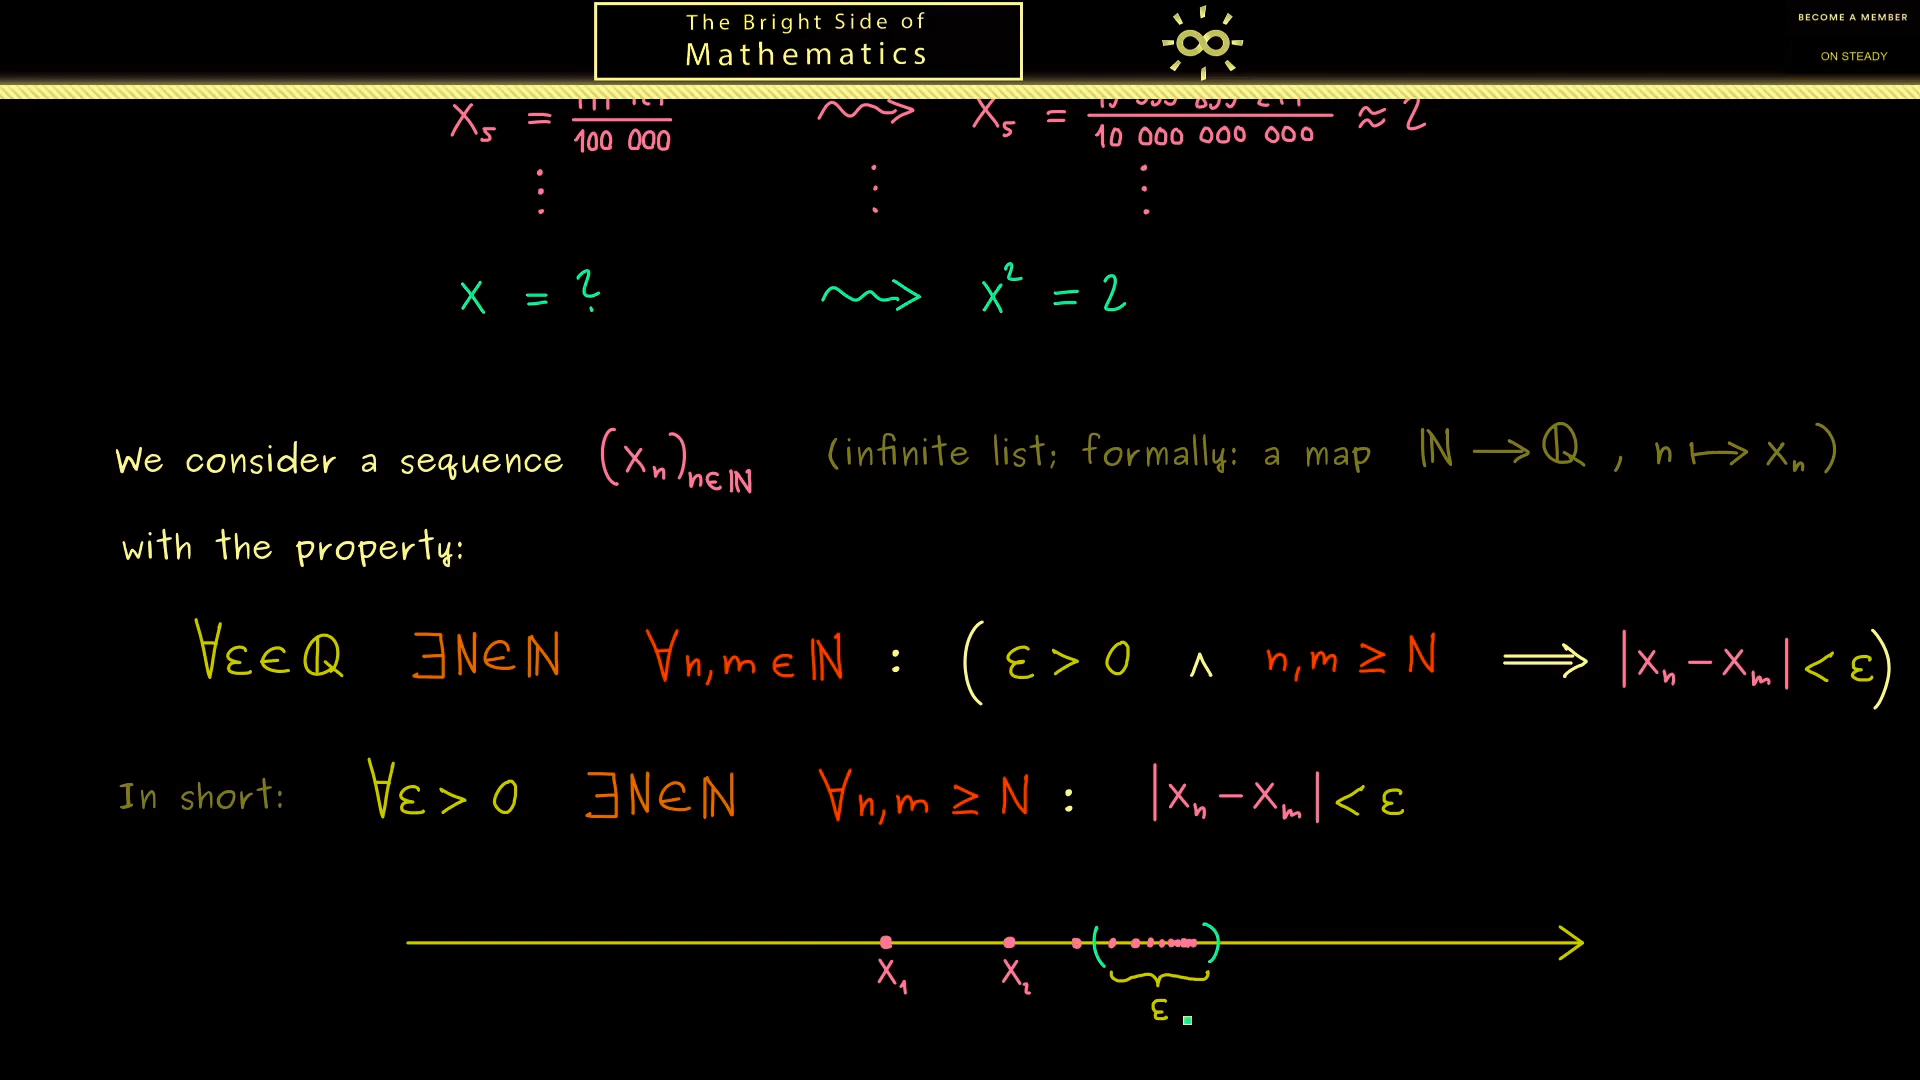 The Bright Side of
Mathematics
BECOME A MEMBER
ON STEADY
x₅ = /100 000 ⇝ x₅ = /10 000 000 000 ≈ 2
⋮ ⋮ ⋮
x = ? ⇝ x² = 2
We consider a sequence (xₙ)ₙ∈ℕ (infinite list; formally: a map ℕ ⟶ ℚ , n ⟼ xₙ)
with the property:
∀ε∈ℚ ∃N∈ℕ ∀n,m∈ℕ : (ε > 0 ∧ n,m ≥ N ⟹ |xₙ − xₘ| < ε)
In short: ∀ε > 0 ∃N∈ℕ ∀n,m ≥ N : |xₙ − xₘ| < ε
x₁ x₂
ε